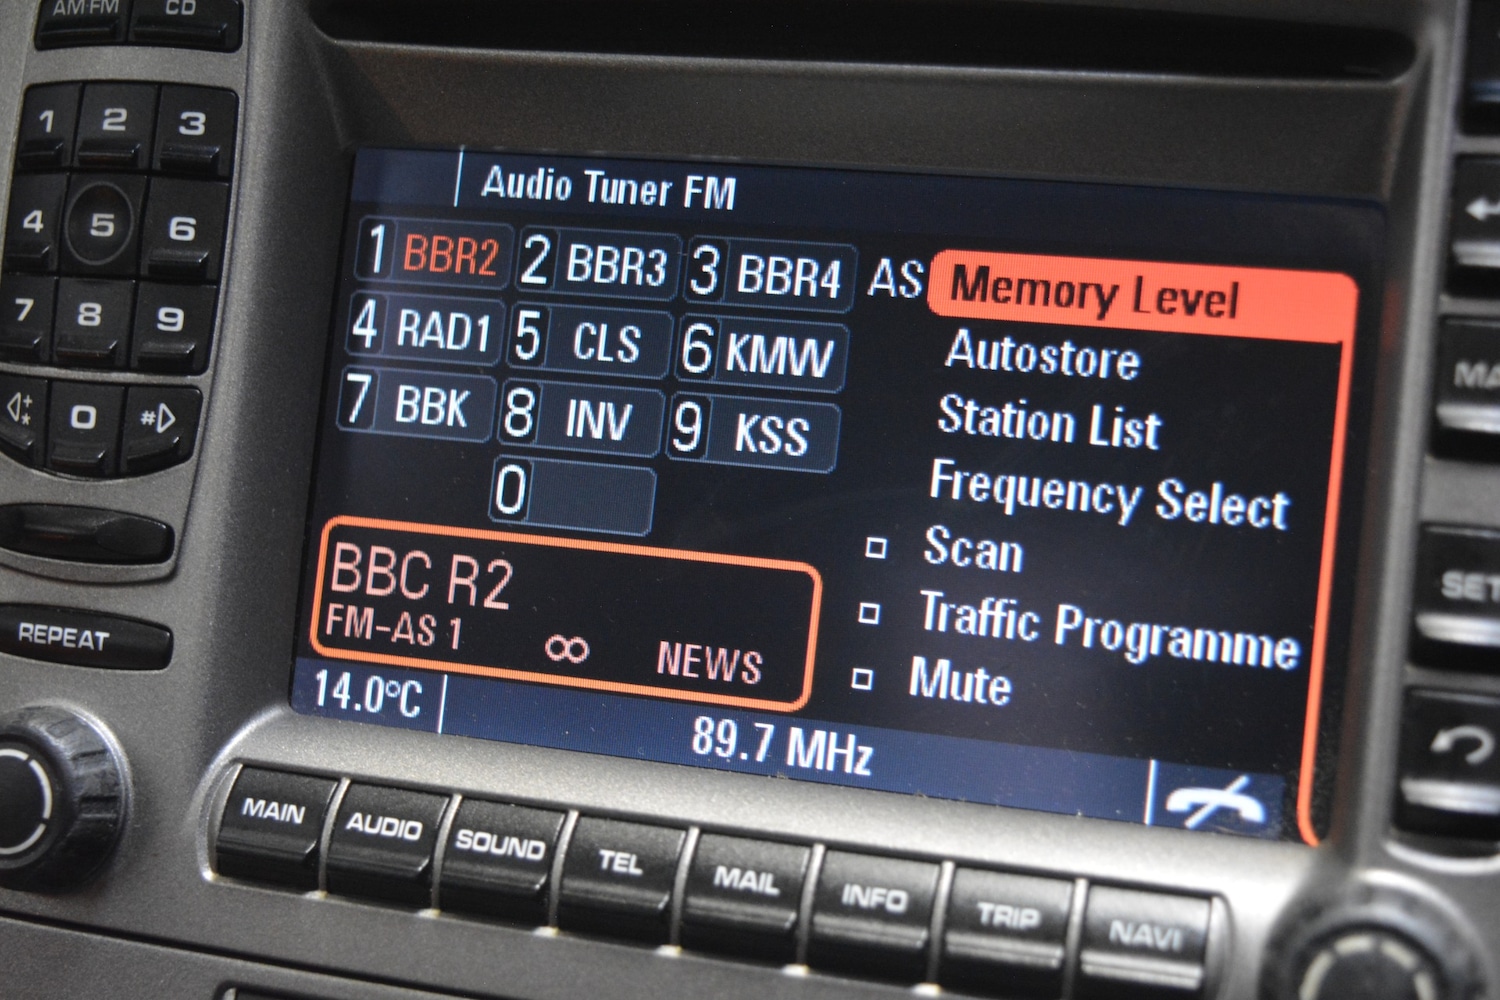 AM·FM CD
1 2 3
4 5 6
7 8 9
0 #
REPEAT
Audio Tuner FM
1 BBR2 2 BBR3 3 BBR4 AS
4 RAD1 5 CLS 6 KMW
7 BBK 8 INV 9 KSS
0
Memory Level
Autostore
Station List
Frequency Select
Scan
Traffic Programme
Mute
BBC R2
FM-AS 1 ∞ NEWS
14.0°C 89.7 MHz
MAIN AUDIO SOUND TEL MAIL INFO TRIP NAVI
MA
SET